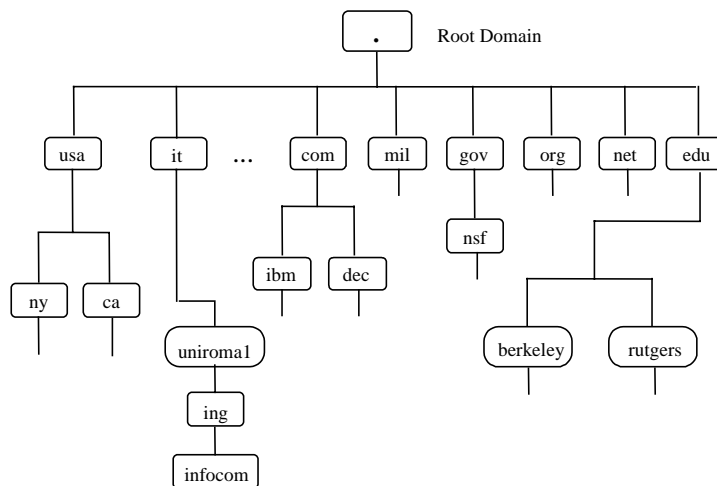 . Root Domain
usa it ... com mil gov org net edu
nsf
ibm dec
ny ca
uniroma1 berkeley rutgers
ing
infocom